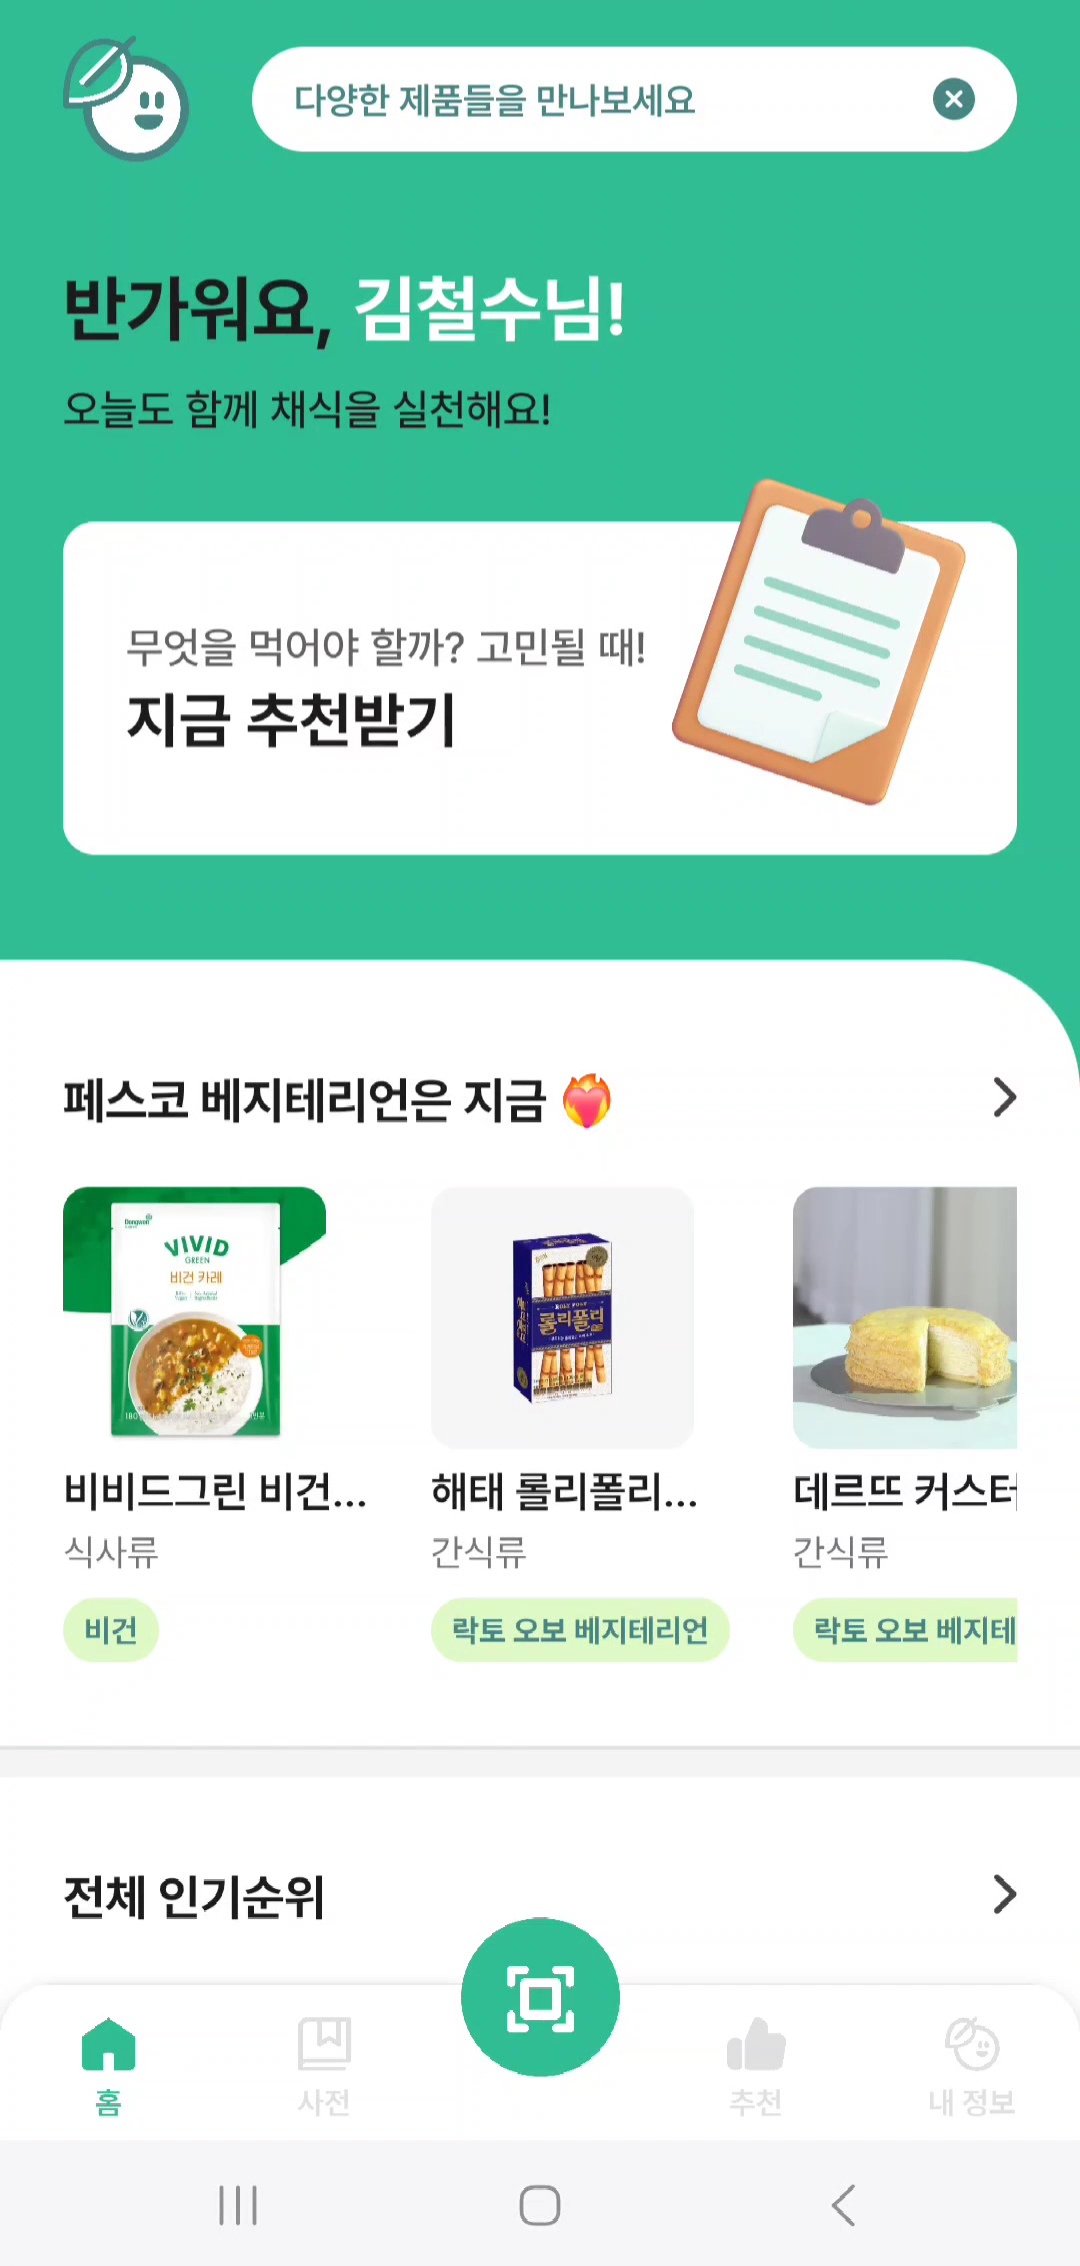 다양한 제품들을 만나보세요
반가워요, 김철수님!
오늘도 함께 채식을 실천해요!
무엇을 먹어야 할까? 고민될 때!
지금 추천받기
페스코 베지테리언은 지금
Dongwon
VIVID
GREEN
비건 카레
롤리폴리
비비드그린 비건...
해태 롤리폴리...
데르뜨 커스터
식사류
간식류
간식류
비건
락토 오보 베지테리언
락토 오보 베지테
전체 인기순위
홈
사전
추천
내 정보